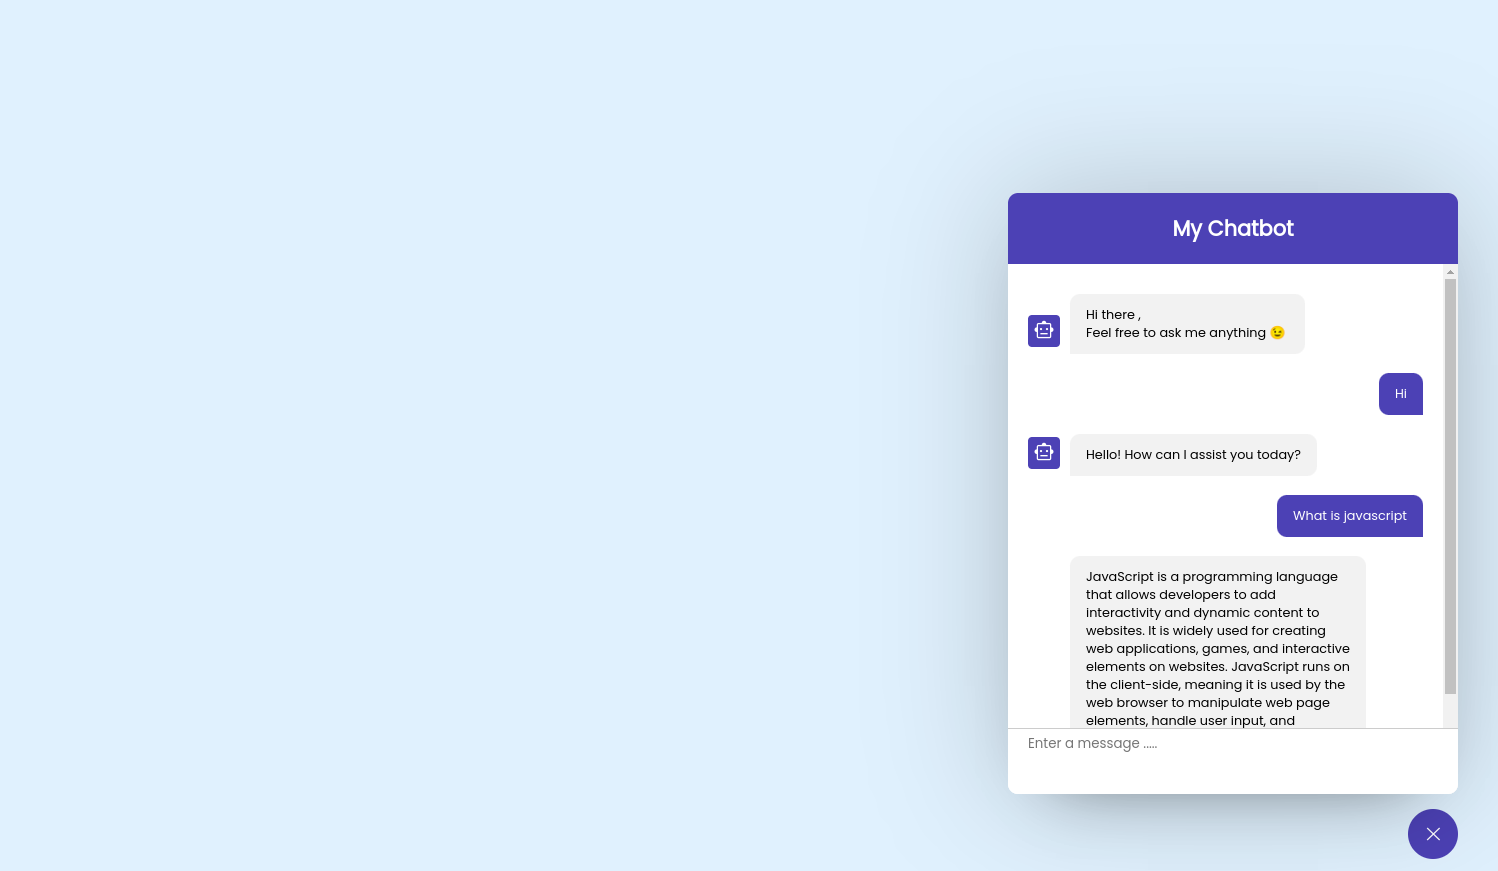 My Chatbot
Hi there ,
Feel free to ask me anything 😉
Hi
Hello! How can I assist you today?
What is javascript
JavaScript is a programming language
that allows developers to add
interactivity and dynamic content to
websites. It is widely used for creating
web applications, games, and interactive
elements on websites. JavaScript runs on
the client-side, meaning it is used by the
web browser to manipulate web page
elements, handle user input, and
Enter a message .....